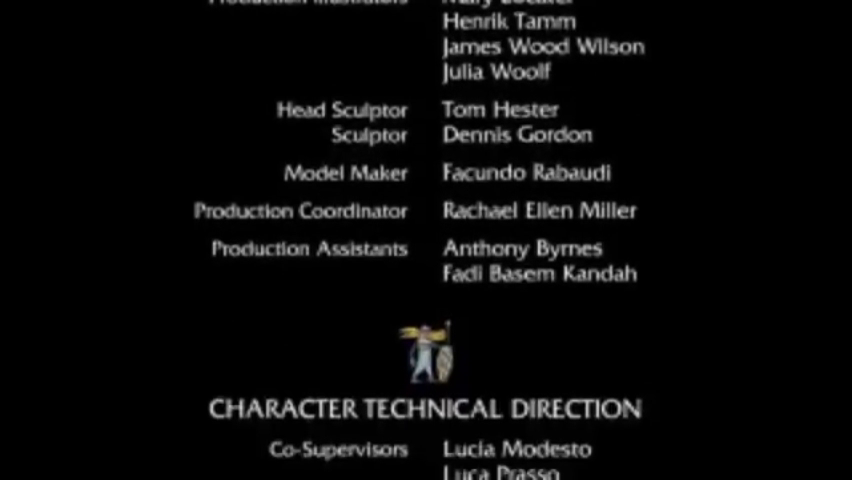 Production Illustrators
Henrik Tamm
James Wood Wilson
Julia Woolf
Head Sculptor Tom Hester
Sculptor Dennis Gordon
Model Maker Facundo Rabaudi
Production Coordinator Rachael Ellen Miller
Production Assistants Anthony Byrnes
Fadi Basem Kandah
CHARACTER TECHNICAL DIRECTION
Co-Supervisors Lucia Modesto
Luca Prasso